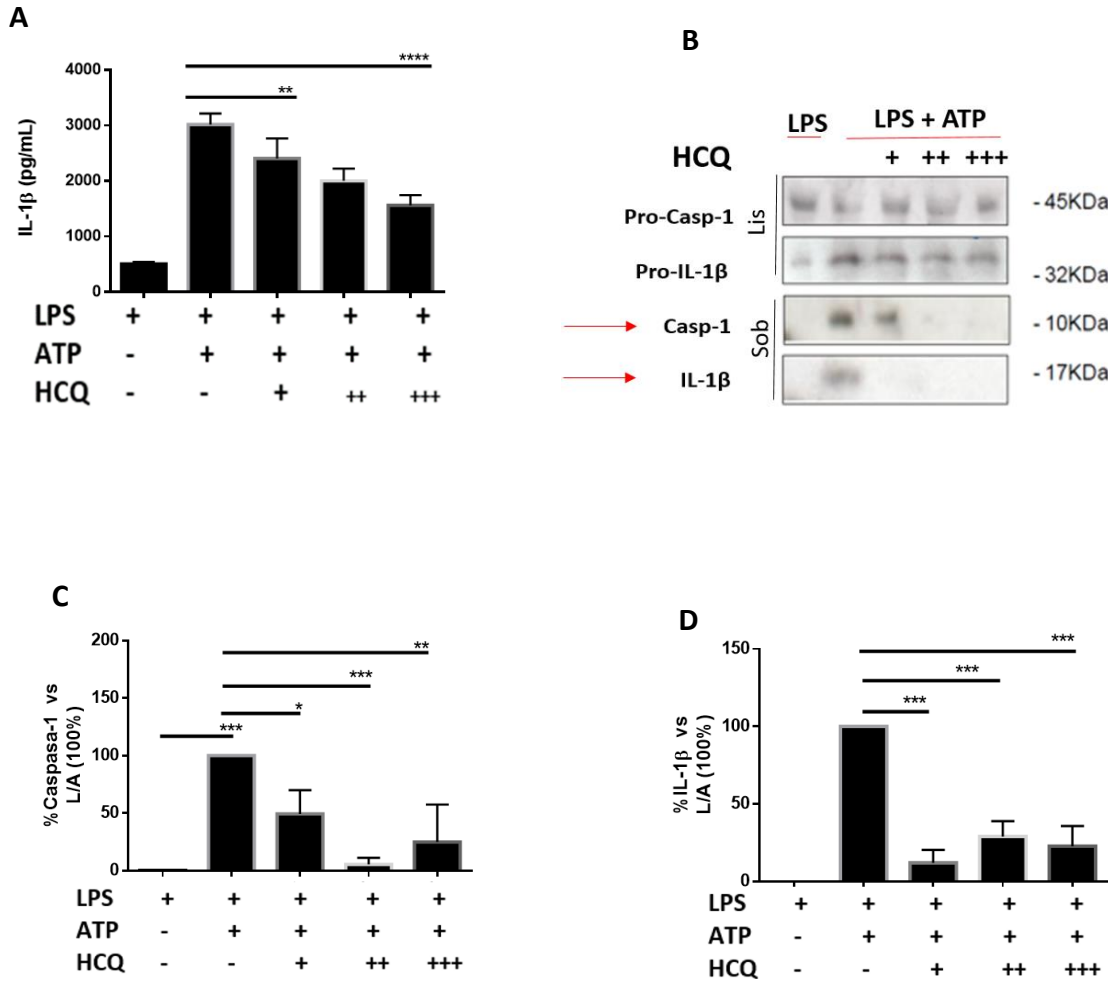 A
****
**
4000
3000
2000
1000
0
IL-1β (pg/mL)
LPS + + + + +
ATP - + + + +
HCQ - - + ++ +++
B
LPS LPS + ATP
HCQ + ++ +++
Pro-Casp-1 - 45KDa
Lis
Pro-IL-1β - 32KDa
Casp-1 - 10KDa
Sob
IL-1β - 17KDa
C
200
150
100
50
0
%Caspasa-1 vs
L/A (100%)
**
***
*
***
LPS + + + + +
ATP - + + + +
HCQ - - + ++ +++
D
150
100
50
0
%IL-1β vs
L/A (100%)
***
***
***
LPS + + + + +
ATP - + + + +
HCQ - - + ++ +++